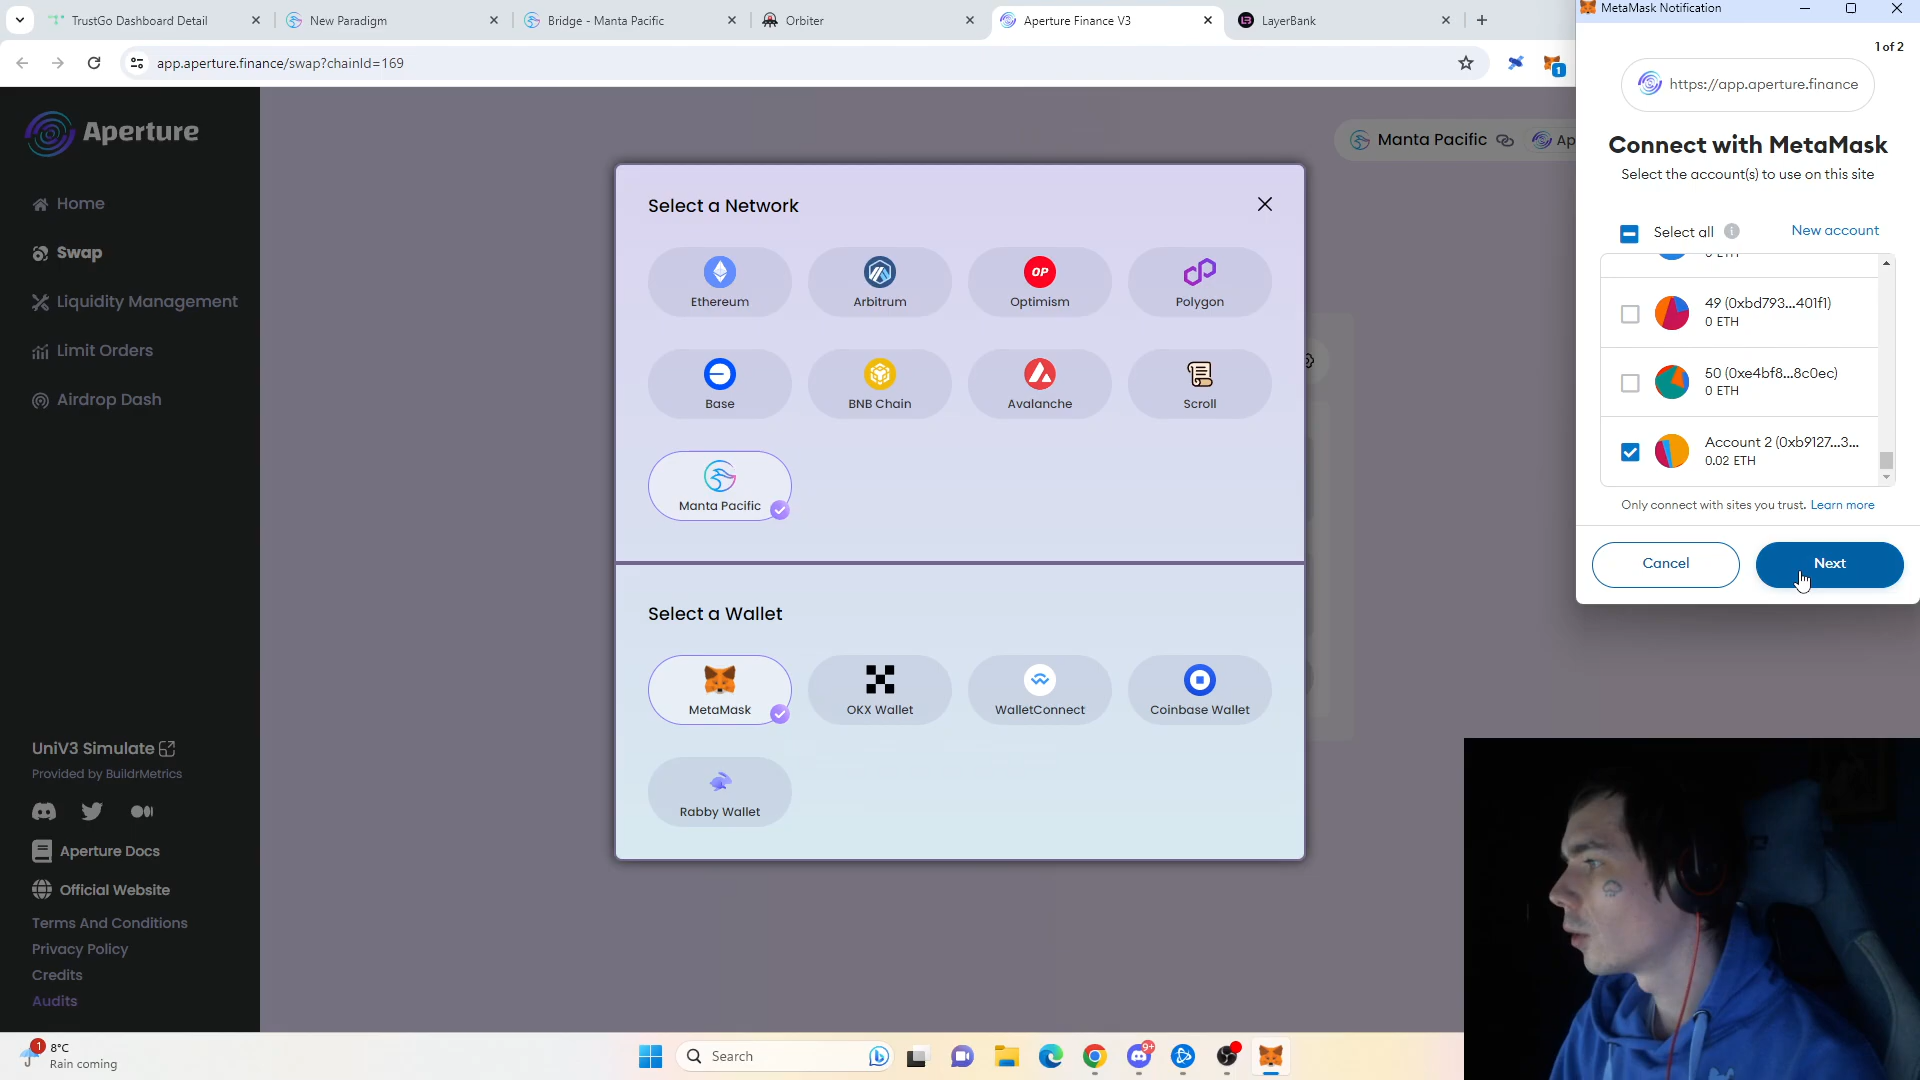 TrustGo Dashboard Detail
New Paradigm
Bridge - Manta Pacific
Orbiter
Aperture Finance V3
LayerBank
MetaMask Notification
app.aperture.finance/swap?chainId=169
1
1 of 2
https://app.aperture.finance
Connect with MetaMask
Select the account(s) to use on this site
Select all
New account
49 (0xbd793...401f1)
0 ETH
50 (0xe4bf8...8c0ec)
0 ETH
Account 2 (0xb9127...3...
0.02 ETH
Only connect with sites you trust. Learn more
Cancel
Next
Aperture
Home
Swap
Liquidity Management
Limit Orders
Airdrop Dash
UniV3 Simulate
Provided by BuildrMetrics
Aperture Docs
Official Website
Terms And Conditions
Privacy Policy
Credits
Audits
Manta Pacific
Ap
Select a Network
Ethereum
Arbitrum
OP
Optimism
Polygon
Base
BNB Chain
Avalanche
Scroll
Manta Pacific
Select a Wallet
MetaMask
OKX Wallet
WalletConnect
Coinbase Wallet
Rabby Wallet
1
8°C
Rain coming
Search
9+